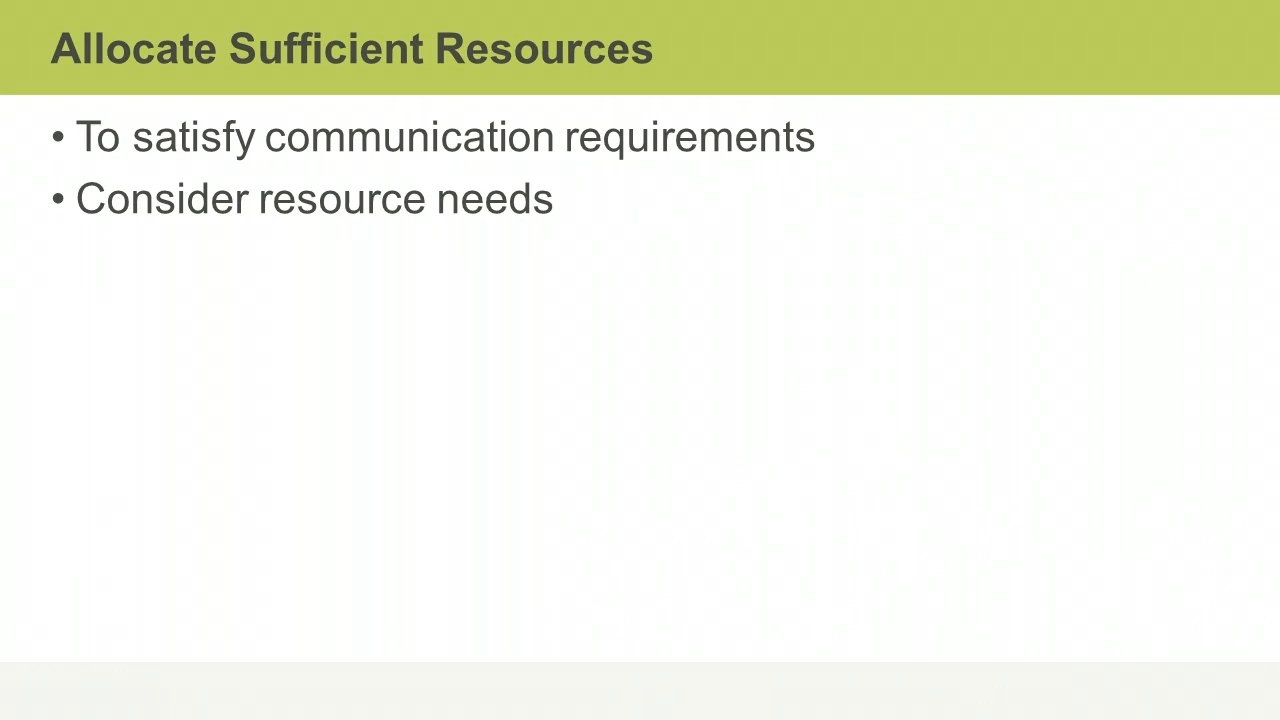 Allocate Sufficient Resources
• To satisfy communication requirements
• Consider resource needs